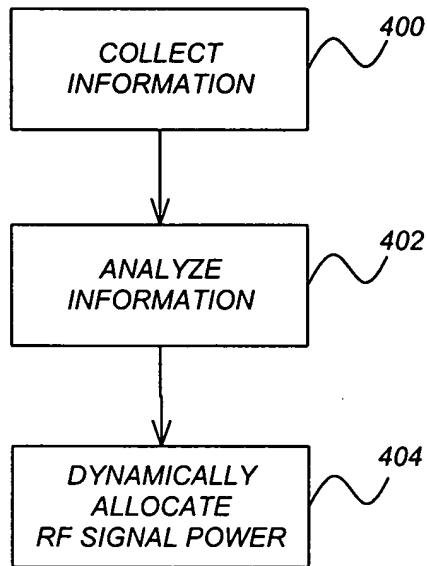 COLLECT
INFORMATION
400
ANALYZE
INFORMATION
402
DYNAMICALLY
ALLOCATE
RF SIGNAL POWER
404